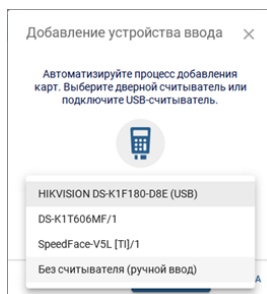 Добавление устройства ввода
Автоматизируйте процесс добавления
карт. Выберите дверной считыватель или
подключите USB-считыватель.
HIKVISION DS-K1F180-D8E (USB)
DS-K1T606MF/1
SpeedFace-V5L [TI]/1
Без считывателя (ручной ввод)